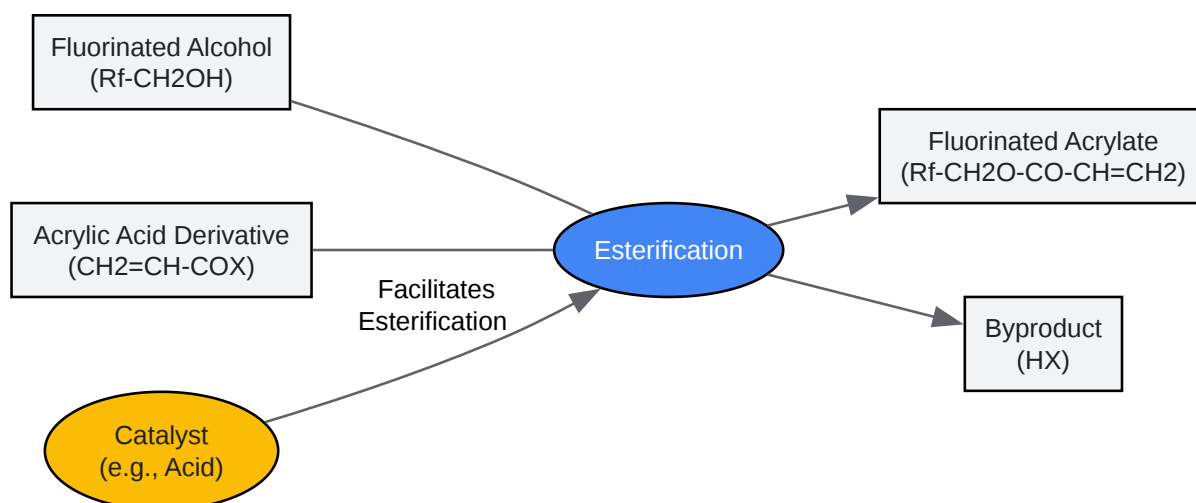 Fluorinated Alcohol
(Rf-CH2OH)
Acrylic Acid Derivative
(CH2=CH-COX)
Facilitates
Esterification
Catalyst
(e.g., Acid)
Esterification
Fluorinated Acrylate
(Rf-CH2O-CO-CH=CH2)
Byproduct
(HX)